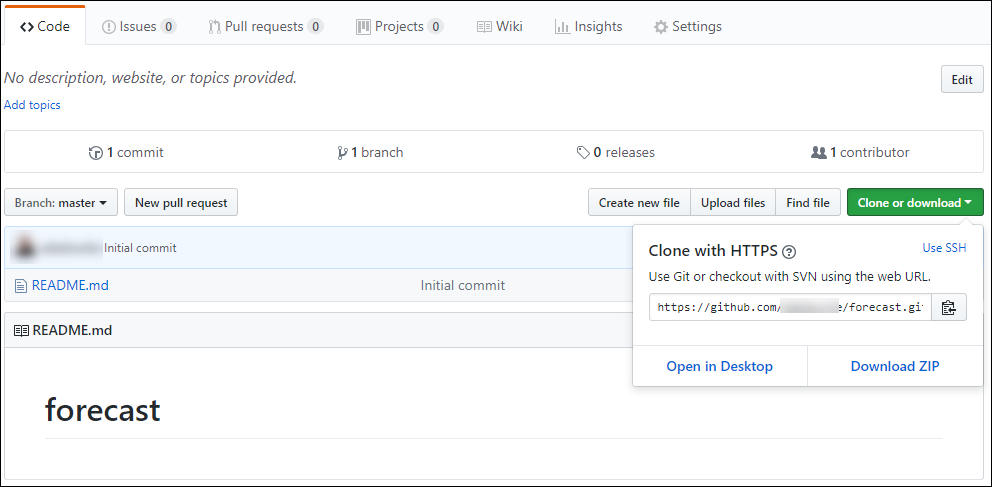 Code Issues 0 Pull requests 0 Projects 0 Wiki Insights Settings
No description, website, or topics provided. Edit
Add topics
1 commit 1 branch 0 releases 1 contributor
Branch: master New pull request Create new file Upload files Find file Clone or download
Initial commit
Clone with HTTPS Use SSH
Use Git or checkout with SVN using the web URL.
README.md Initial commit
https://github.com/ e/forecast.gi
README.md
Open in Desktop Download ZIP
forecast